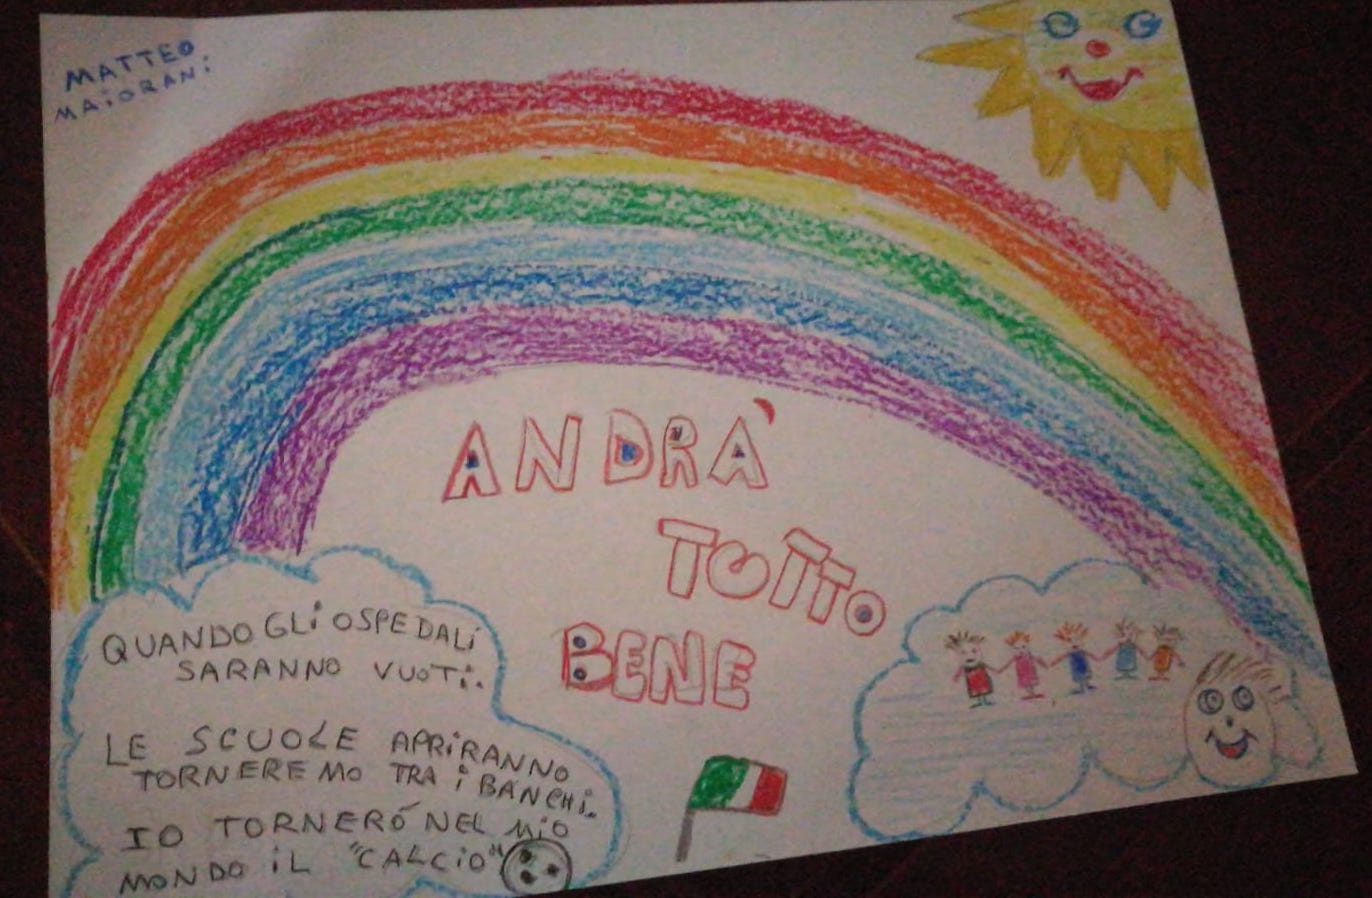 MATTEO
MAIORANI
ANDRÀ
TUTTO
BENE
QUANDO GLI OSPEDALI
SARANNO VUOTI.
LE SCUOLE APRIRANNO
TORNEREMO TRA I BANCHI.
IO TORNERÓ NEL MIO
MONDO IL "CALCIO"